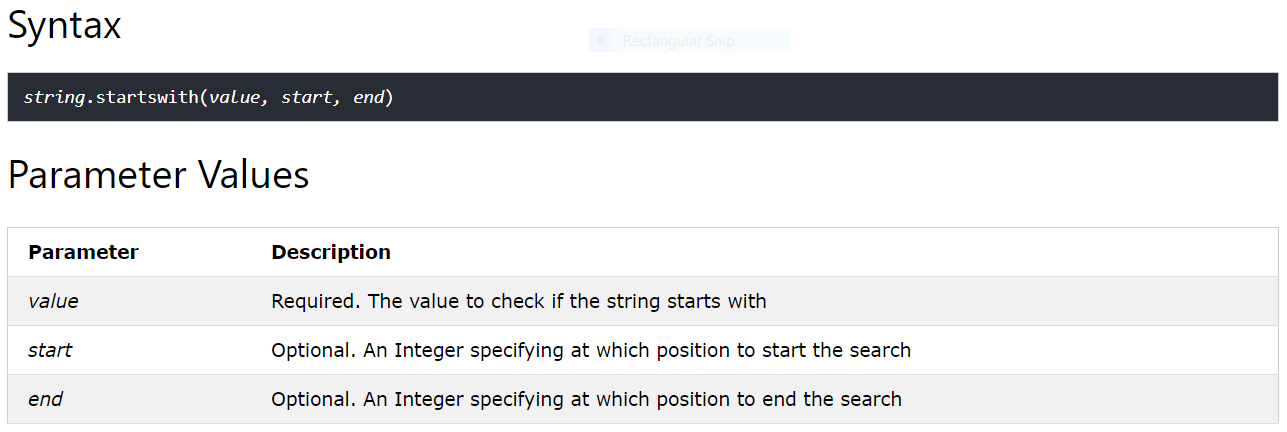 Syntax
Rectangular Snip
string.startswith(value, start, end)
Parameter Values
Parameter Description
value Required. The value to check if the string starts with
start Optional. An Integer specifying at which position to start the search
end Optional. An Integer specifying at which position to end the search